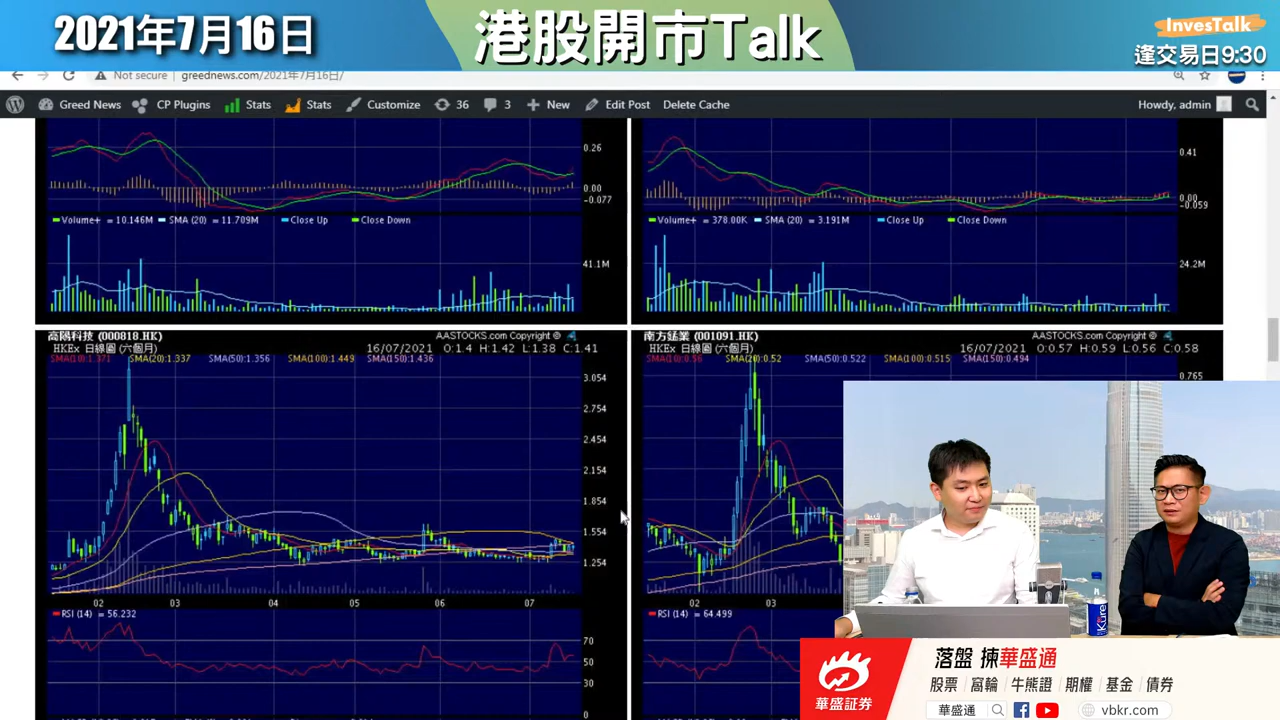 2021年7月16日
港股開市Talk
InvesTalk
逢交易日9:30
Not secure | greednews.com/2021年7月16日/
Greed News CP Plugins Stats Stats Customize 36 3 New Edit Post Delete Cache Howdy, admin
0.26
0.00
-0.077
Volume+ = 10.146M SMA (20) = 11.709M Close Up Close Down
41.1M
0.41
0.00
-0.059
Volume+ = 378.00K SMA (20) = 3.191M Close Up Close Down
24.2M
高陽科技 (000818.HK) AASTOCKS.com Copyright ©
HKEx 日線圖 (六個月) 16/07/2021 O:1.4 H:1.42 L:1.38 C:1.41
SMA(10):1.371 SMA(20):1.337 SMA(50):1.356 SMA(100):1.449 SMA(150):1.436
3.054
2.754
2.454
2.154
1.854
1.554
1.254
02 03 04 05 06 07
RSI (14) = 56.232
70
50
30
0
南方錳業 (001091.HK) AASTOCKS.com Copyright ©
HKEx 日線圖 (六個月) 16/07/2021 O:0.57 H:0.59 L:0.56 C:0.58
SMA(10):0.56 SMA(20):0.52 SMA(50):0.522 SMA(100):0.515 SMA(150):0.494
0.765
02 03
RSI (14) = 64.499
Kure
華盛証券
落盤 揀華盛通
股票 | 窩輪 | 牛熊證 | 期權 | 基金 | 債券
華盛通
vbkr.com